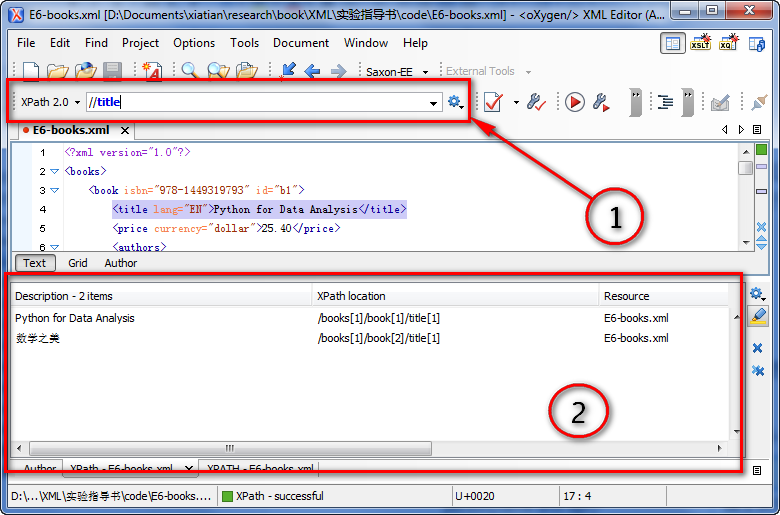 E6-books.xml [D:\Documents\xiatian\research\book\XML\实验指导书\code\E6-books.xml] - <oXygen/> XML Editor (A...
File Edit Find Project Options Tools Document Window Help
XSLT XQ
Saxon-EE External Tools
XPath 2.0 //title
E6-books.xml
1 <?xml version="1.0"?>
2 <books>
3 <book isbn="978-1449319793" id="b1">
4 <title lang="EN">Python for Data Analysis</title>
5 <price currency="dollar">25.40</price>
6 <authors>
1
Text Grid Author
Description - 2 items XPath location Resource
Python for Data Analysis /books[1]/book[1]/title[1] E6-books.xml
数学之美 /books[1]/book[2]/title[1] E6-books.xml
2
Author XPath - E6-books.xml XPATH - E6-books.xml
D:\...\XML\实验指导书\code\E6-books.... XPath - successful U+0020 17 : 4